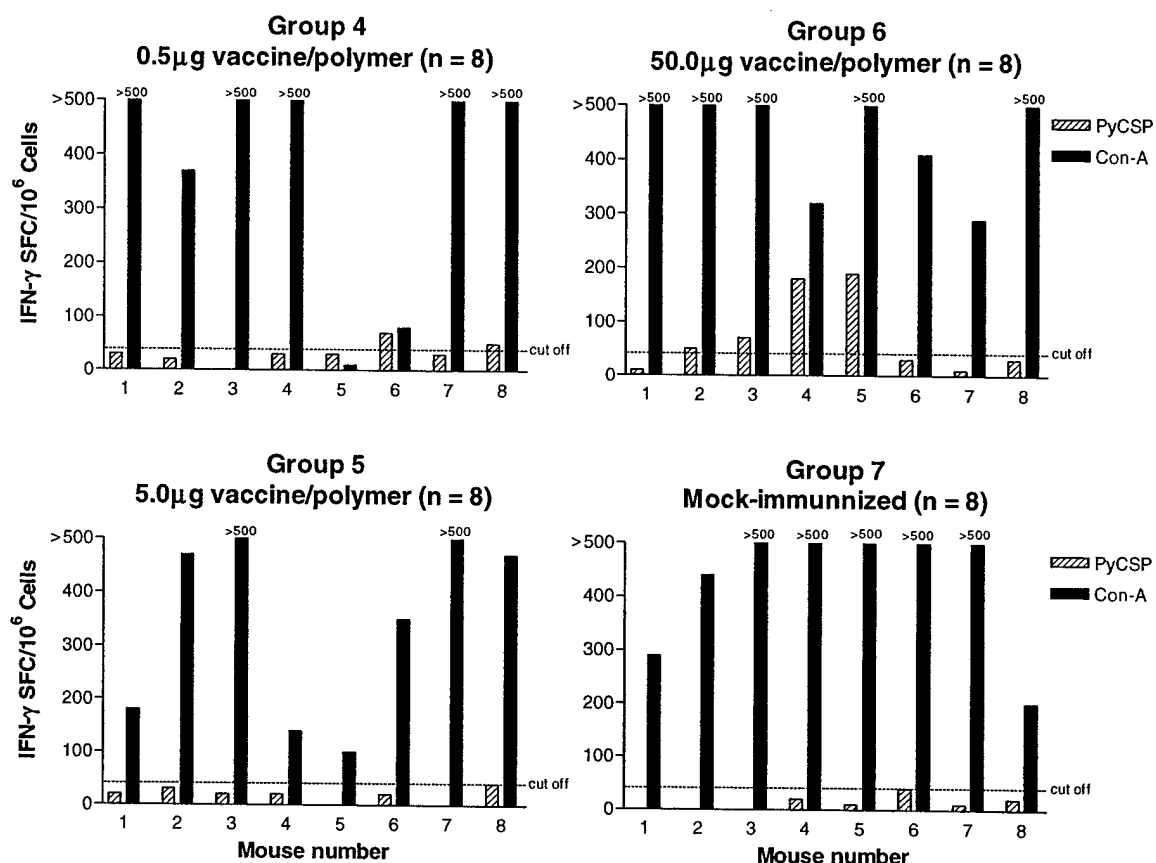 Group 4
0.5µg vaccine/polymer (n = 8)
IFN-γ SFC/10⁶ Cells
>500
400
300
200
100
0
>500
>500
>500
>500
>500
cut off
1 2 3 4 5 6 7 8
Group 6
50.0µg vaccine/polymer (n = 8)
>500
400
300
200
100
0
>500
>500
>500
>500
>500
PyCSP
Con-A
cut off
1 2 3 4 5 6 7 8
Group 5
5.0µg vaccine/polymer (n = 8)
IFN-γ SFC/10⁶ Cells
>500
400
300
200
100
0
>500
>500
cut off
1 2 3 4 5 6 7 8
Mouse number
Group 7
Mock-immunnized (n = 8)
>500
400
300
200
100
0
>500
>500
>500
>500
>500
PyCSP
Con-A
cut off
1 2 3 4 5 6 7 8
Mouse number